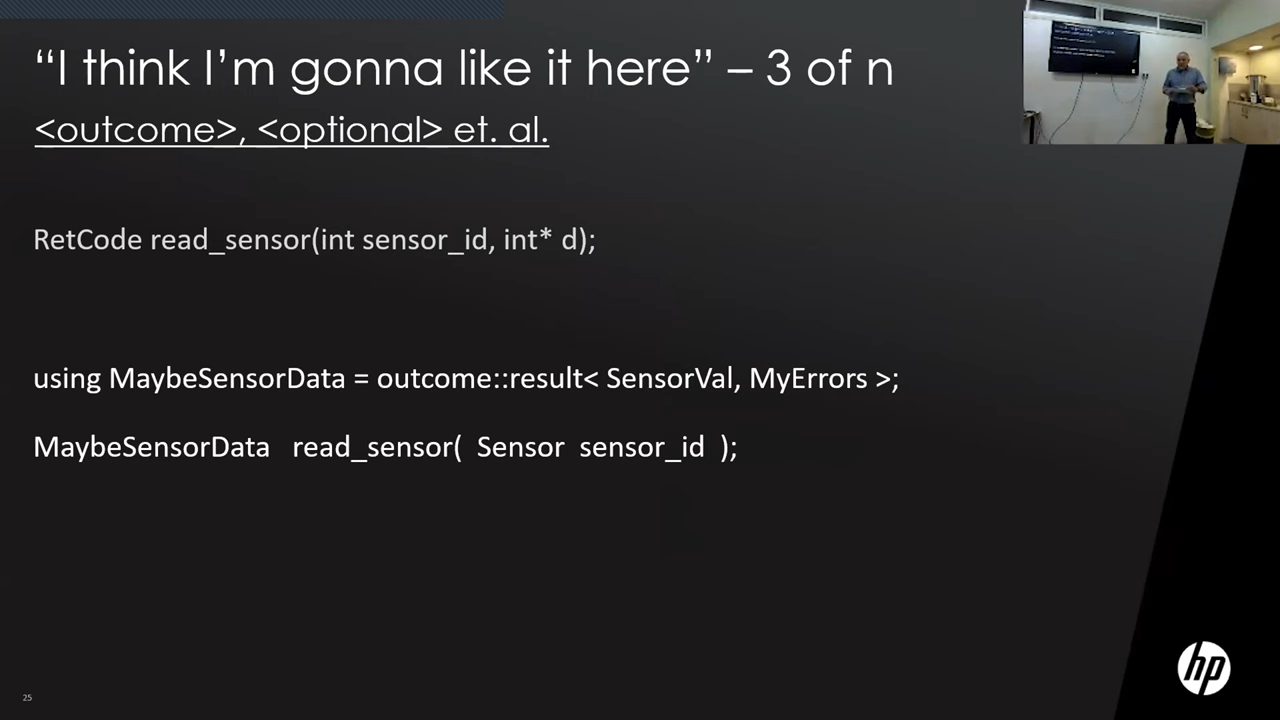 “I think I’m gonna like it here” – 3 of n
<outcome>, <optional> et. al.
RetCode read_sensor(int sensor_id, int* d);
using MaybeSensorData = outcome::result< SensorVal, MyErrors >;
MaybeSensorData read_sensor( Sensor sensor_id );
25
hp